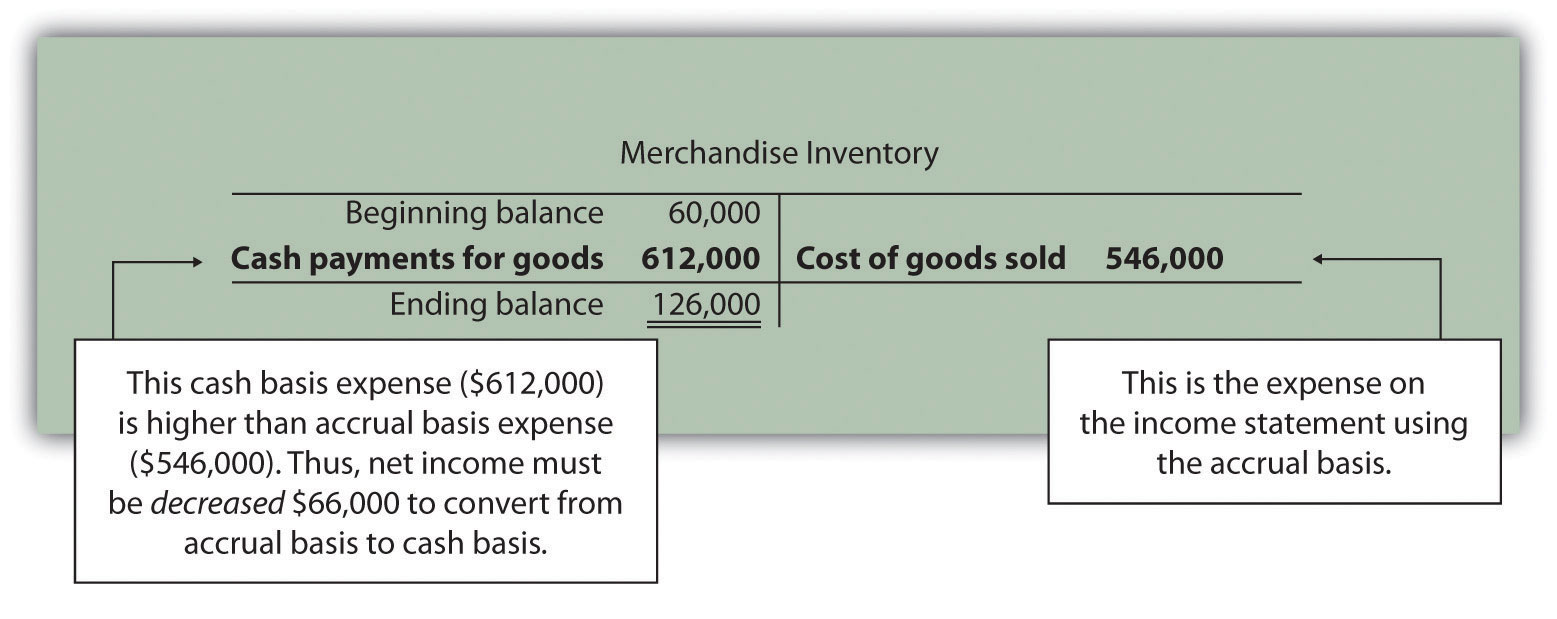 Merchandise Inventory
Beginning balance 60,000
Cash payments for goods 612,000 Cost of goods sold 546,000
Ending balance 126,000
This cash basis expense ($612,000)
is higher than accrual basis expense
($546,000). Thus, net income must
be decreased $66,000 to convert from
accrual basis to cash basis.
This is the expense on
the income statement using
the accrual basis.